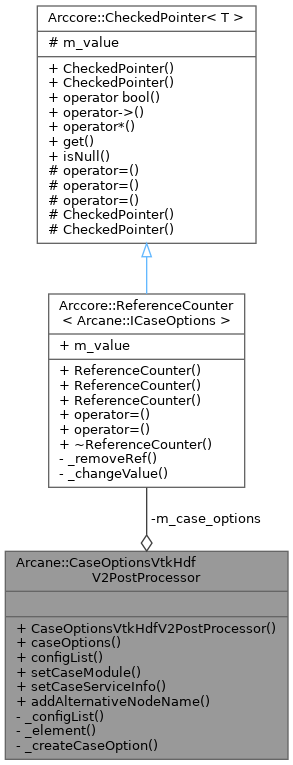 Arccore::CheckedPointer< T >
# m_value
+ CheckedPointer()
+ CheckedPointer()
+ operator bool()
+ operator->()
+ operator*()
+ get()
+ isNull()
# operator=()
# operator=()
# operator=()
# CheckedPointer()
# CheckedPointer()
Arccore::ReferenceCounter
< Arcane::ICaseOptions >
+ m_value
+ ReferenceCounter()
+ ReferenceCounter()
+ ReferenceCounter()
+ operator=()
+ operator=()
+ ~ReferenceCounter()
- _removeRef()
- _changeValue()
-m_case_options
Arcane::CaseOptionsVtkHdf
V2PostProcessor
+ CaseOptionsVtkHdfV2PostProcessor()
+ caseOptions()
+ configList()
+ setCaseModule()
+ setCaseServiceInfo()
+ addAlternativeNodeName()
- _configList()
- _element()
- _createCaseOption()